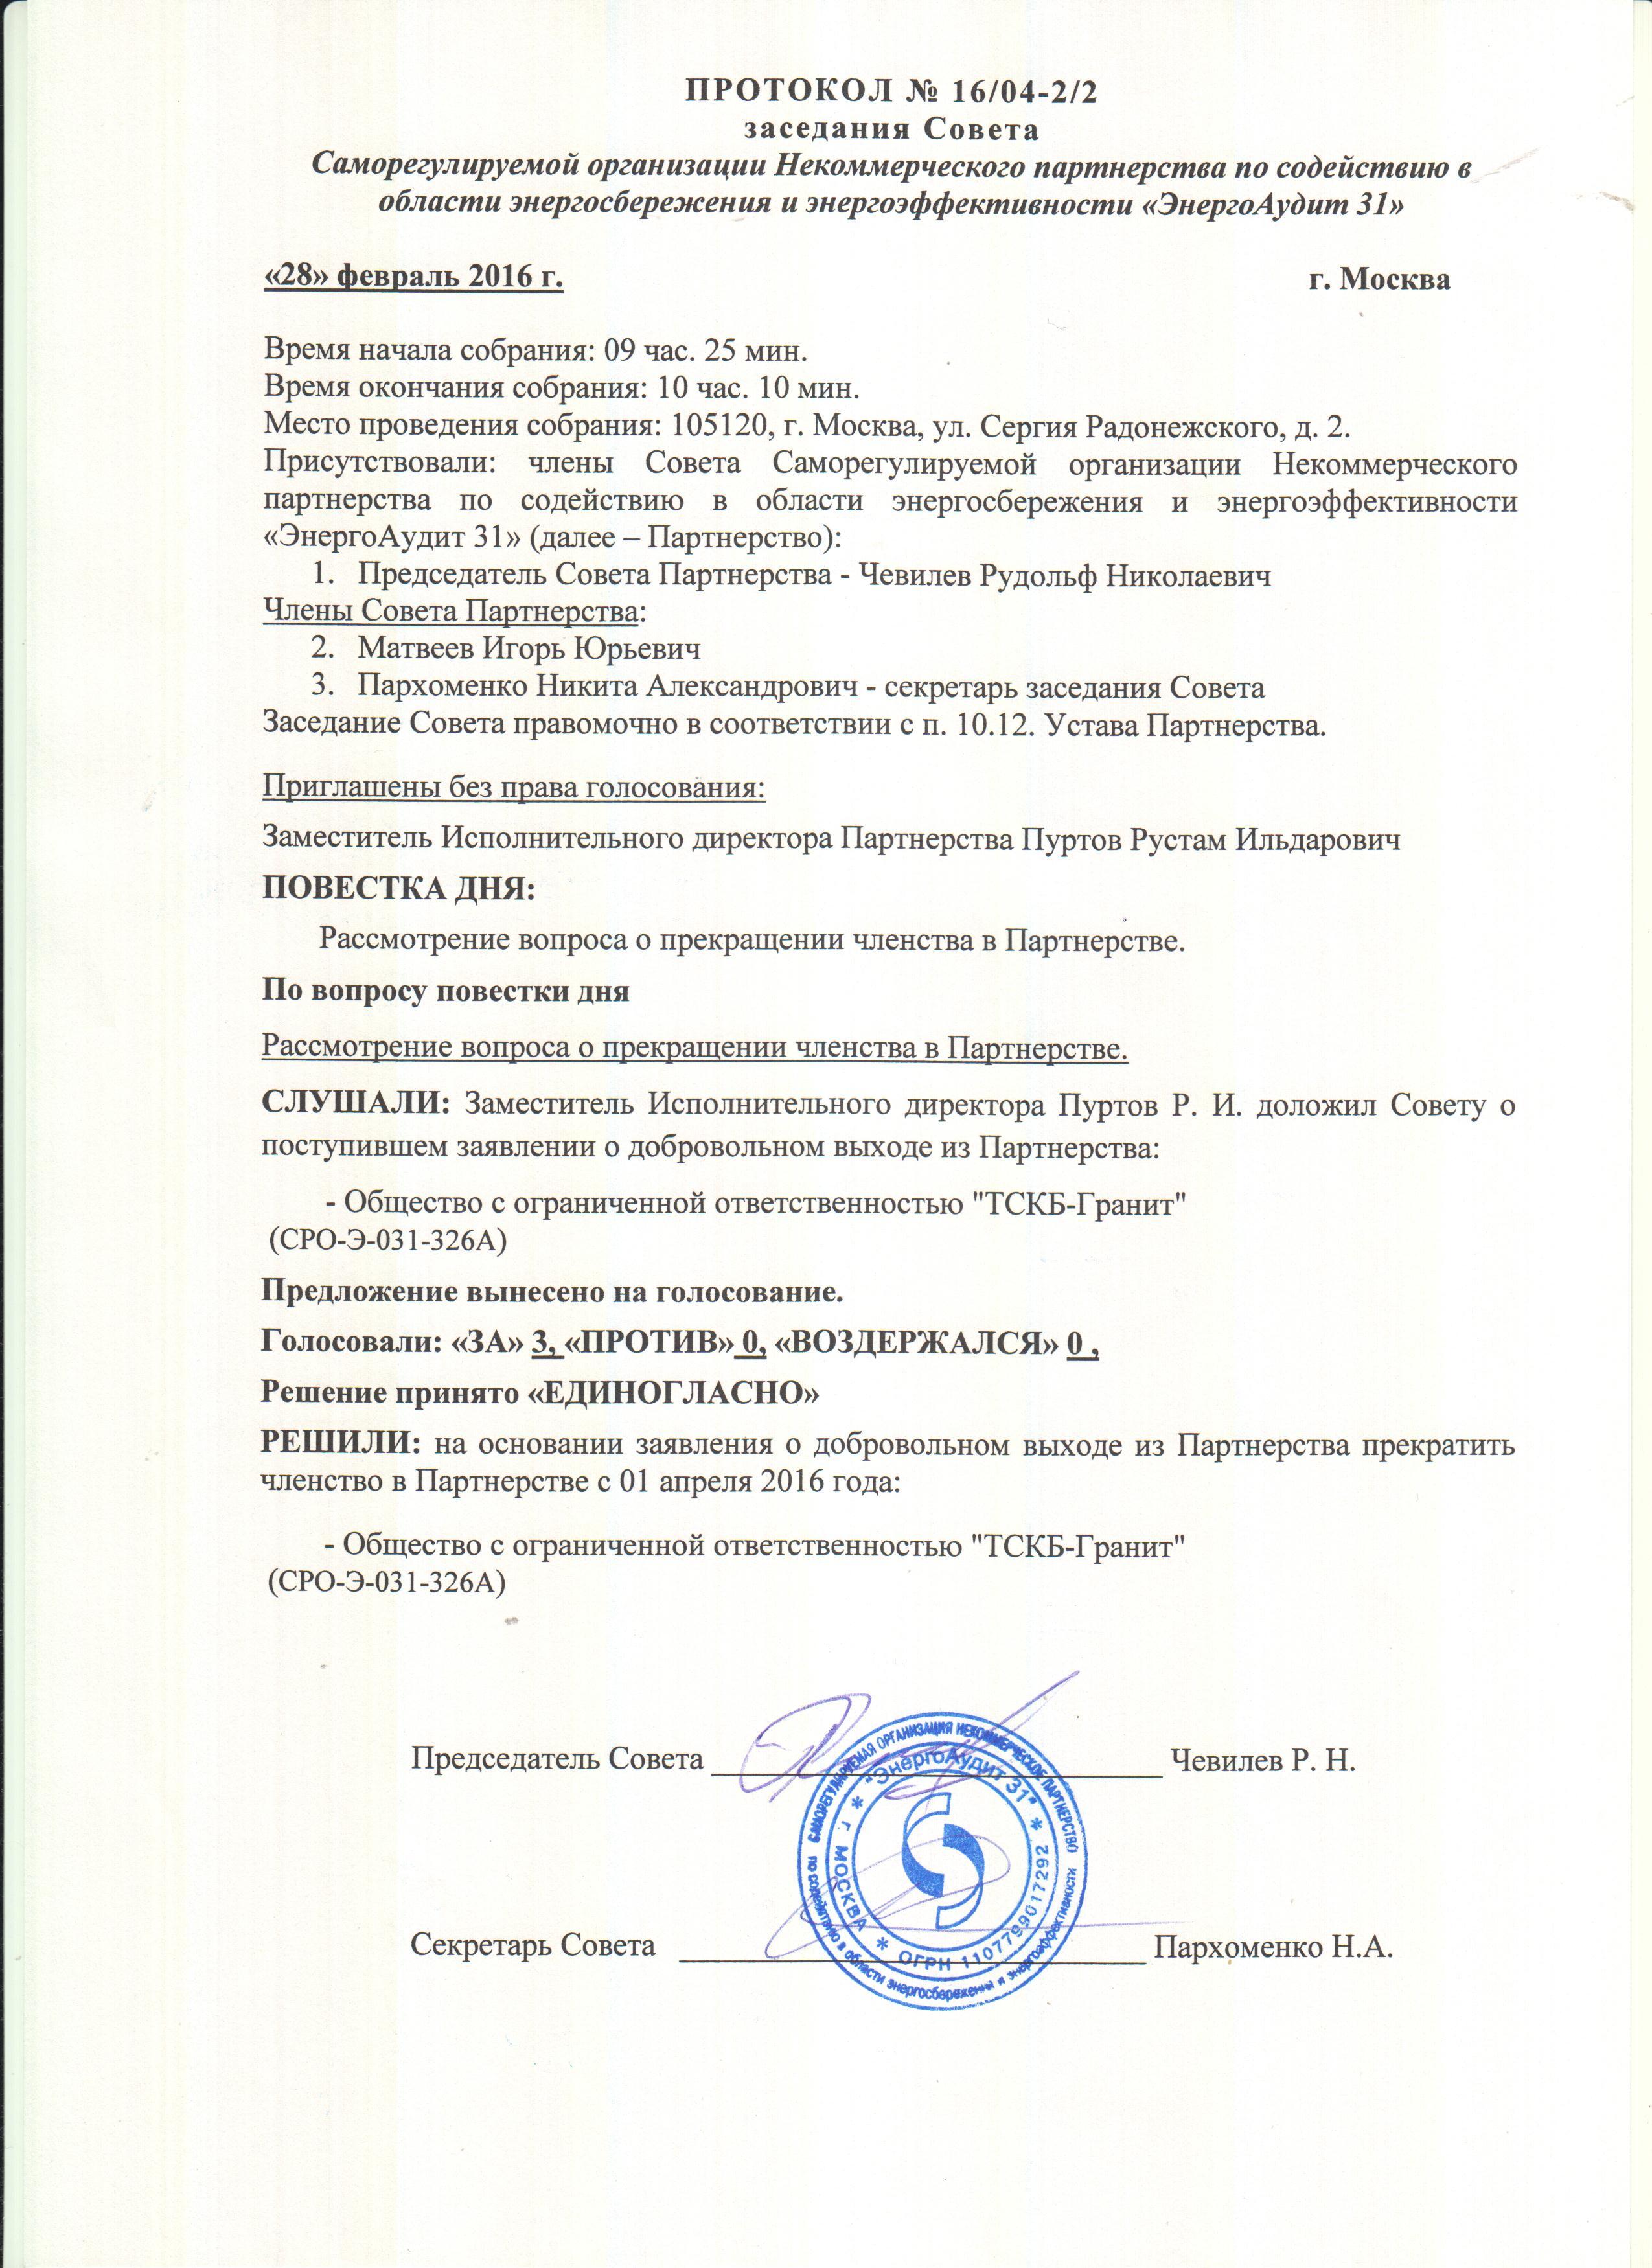 ПРОТОКОЛ № 16/04-2/2
заседания Совета
Саморегулируемой организации Некоммерческого партнерства по содействию в
области энергосбережения и энергоэффективности «ЭнергоАудит 31»
«28» февраль 2016 г. г. Москва
Время начала собрания: 09 час. 25 мин.
Время окончания собрания: 10 час. 10 мин.
Место проведения собрания: 105120, г. Москва, ул. Сергия Радонежского, д. 2.
Присутствовали: члены Совета Саморегулируемой организации Некоммерческого
партнерства по содействию в области энергосбережения и энергоэффективности
«ЭнергоАудит 31» (далее – Партнерство):
1. Председатель Совета Партнерства - Чевилев Рудольф Николаевич
Члены Совета Партнерства:
2. Матвеев Игорь Юрьевич
3. Пархоменко Никита Александрович - секретарь заседания Совета
Заседание Совета правомочно в соответствии с п. 10.12. Устава Партнерства.
Приглашены без права голосования:
Заместитель Исполнительного директора Партнерства Пуртов Рустам Ильдарович
ПОВЕСТКА ДНЯ:
Рассмотрение вопроса о прекращении членства в Партнерстве.
По вопросу повестки дня
Рассмотрение вопроса о прекращении членства в Партнерстве.
СЛУШАЛИ: Заместитель Исполнительного директора Пуртов Р. И. доложил Совету о
поступившем заявлении о добровольном выходе из Партнерства:
- Общество с ограниченной ответственностью "ТСКБ-Гранит"
(СРО-Э-031-326А)
Предложение вынесено на голосование.
Голосовали: «ЗА» 3, «ПРОТИВ» 0, «ВОЗДЕРЖАЛСЯ» 0 ,
Решение принято «ЕДИНОГЛАСНО»
РЕШИЛИ: на основании заявления о добровольном выходе из Партнерства прекратить
членство в Партнерстве с 01 апреля 2016 года:
- Общество с ограниченной ответственностью "ТСКБ-Гранит"
(СРО-Э-031-326А)
Председатель Совета Чевилев Р. Н.
САМОРЕГУЛИРУЕМАЯ ОРГАНИЗАЦИЯ НЕКОММЕРЧЕСКОЕ ПАРТНЕРСТВО
по содействию в области энергосбережения и энергоэффективности
* "ЭнергоАудит 31" *
г. МОСКВА * ОГРН 1107799017292
Секретарь Совета Пархоменко Н.А.